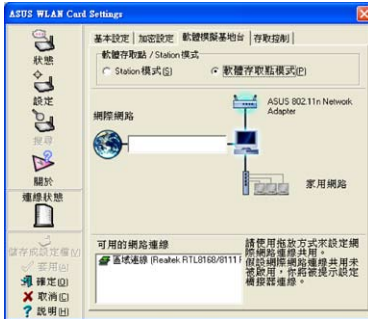 ASUS WLAN Card Settings
狀態
設定
搜尋
關於
連線狀態
儲存成設定檔(V)
套用(A)
確定(O)
取消(C)
說明(H)
基本設定 加密設定 軟體模擬基地台 存取控制
軟體存取點 / Station 模式
Station 模式(S)
軟體存取點模式(P)
網際網路
ASUS 802.11n Network Adapter
家用網路
可用的網路連線
區域連線 (Realtek RTL8168/8111 F
請使用拖放方式來設定網
際網路連線共用。
假設網際網路連線共用未
被啟用，你將被提示設定
橋接器連線。